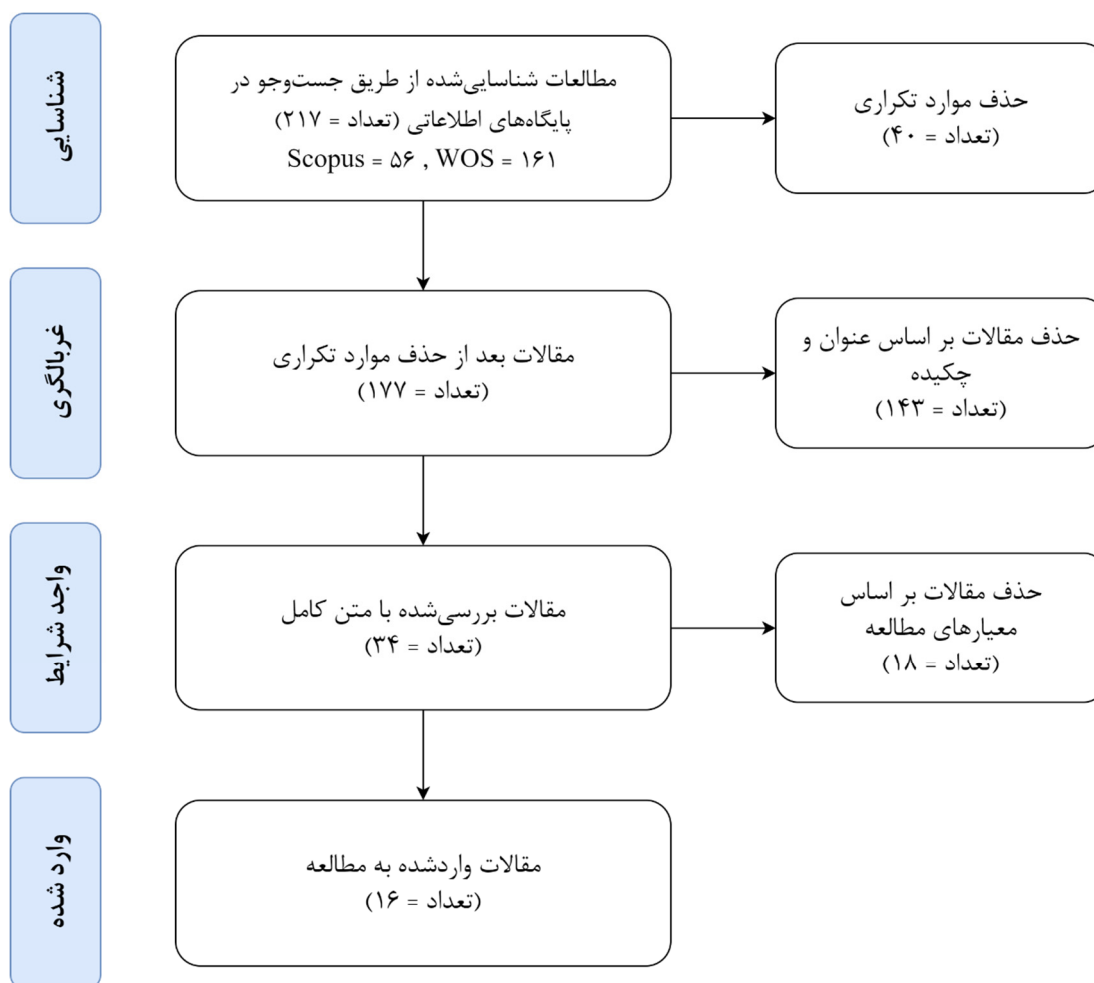 شناسایی
مطالعات شناسایی‌شده از طریق جست‌وجو در
پایگاه‌های اطلاعاتی (تعداد = ۲۱۷)
Scopus = ۵۶ , WOS = ۱۶۱
حذف موارد تکراری
(تعداد = ۴۰)
غربالگری
مقالات بعد از حذف موارد تکراری
(تعداد = ۱۷۷)
حذف مقالات بر اساس عنوان و
چکیده
(تعداد = ۱۴۳)
واجد شرایط
مقالات بررسی‌شده با متن کامل
(تعداد = ۳۴)
حذف مقالات بر اساس
معیارهای مطالعه
(تعداد = ۱۸)
وارد شده
مقالات واردشده به مطالعه
(تعداد = ۱۶)